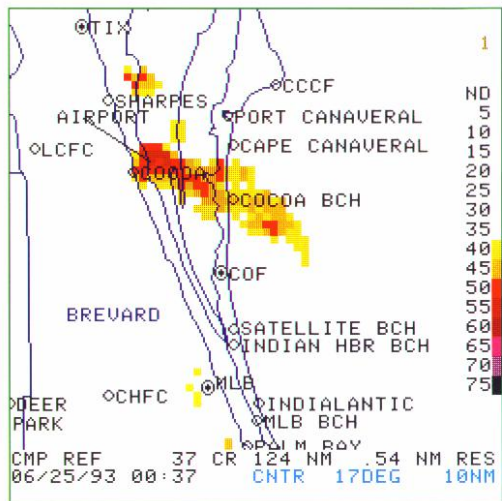 TIX
1
CCCF
ND
SHARPES
5
AIRPORT
PORT CANAVERAL
10
LCFC
CAPE CANAVERAL
15
COCOA
20
COCOA BCH
25
30
35
40
COF
45
50
BREVARD
55
SATELLITE BCH
60
INDIAN HBR BCH
65
MLB
70
75
CHFC
DEER
PARK
INDIALANTIC
MLB BCH
PALM BAY
CMP REF 37 CR 124 NM .54 NM RES
06/25/93 00:37 CNTR 17DEG 10NM